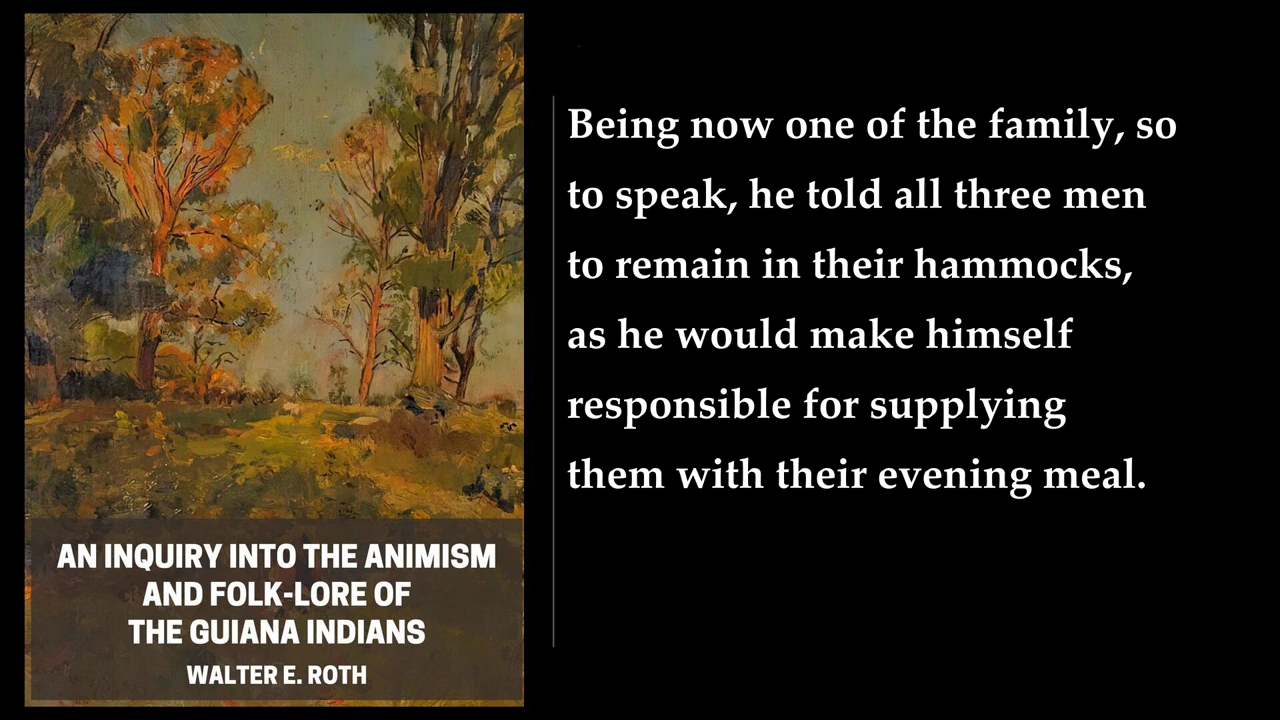 Being now one of the family, so
to speak, he told all three men
to remain in their hammocks,
as he would make himself
responsible for supplying
them with their evening meal.
AN INQUIRY INTO THE ANIMISM
AND FOLK-LORE OF
THE GUIANA INDIANS
WALTER E. ROTH